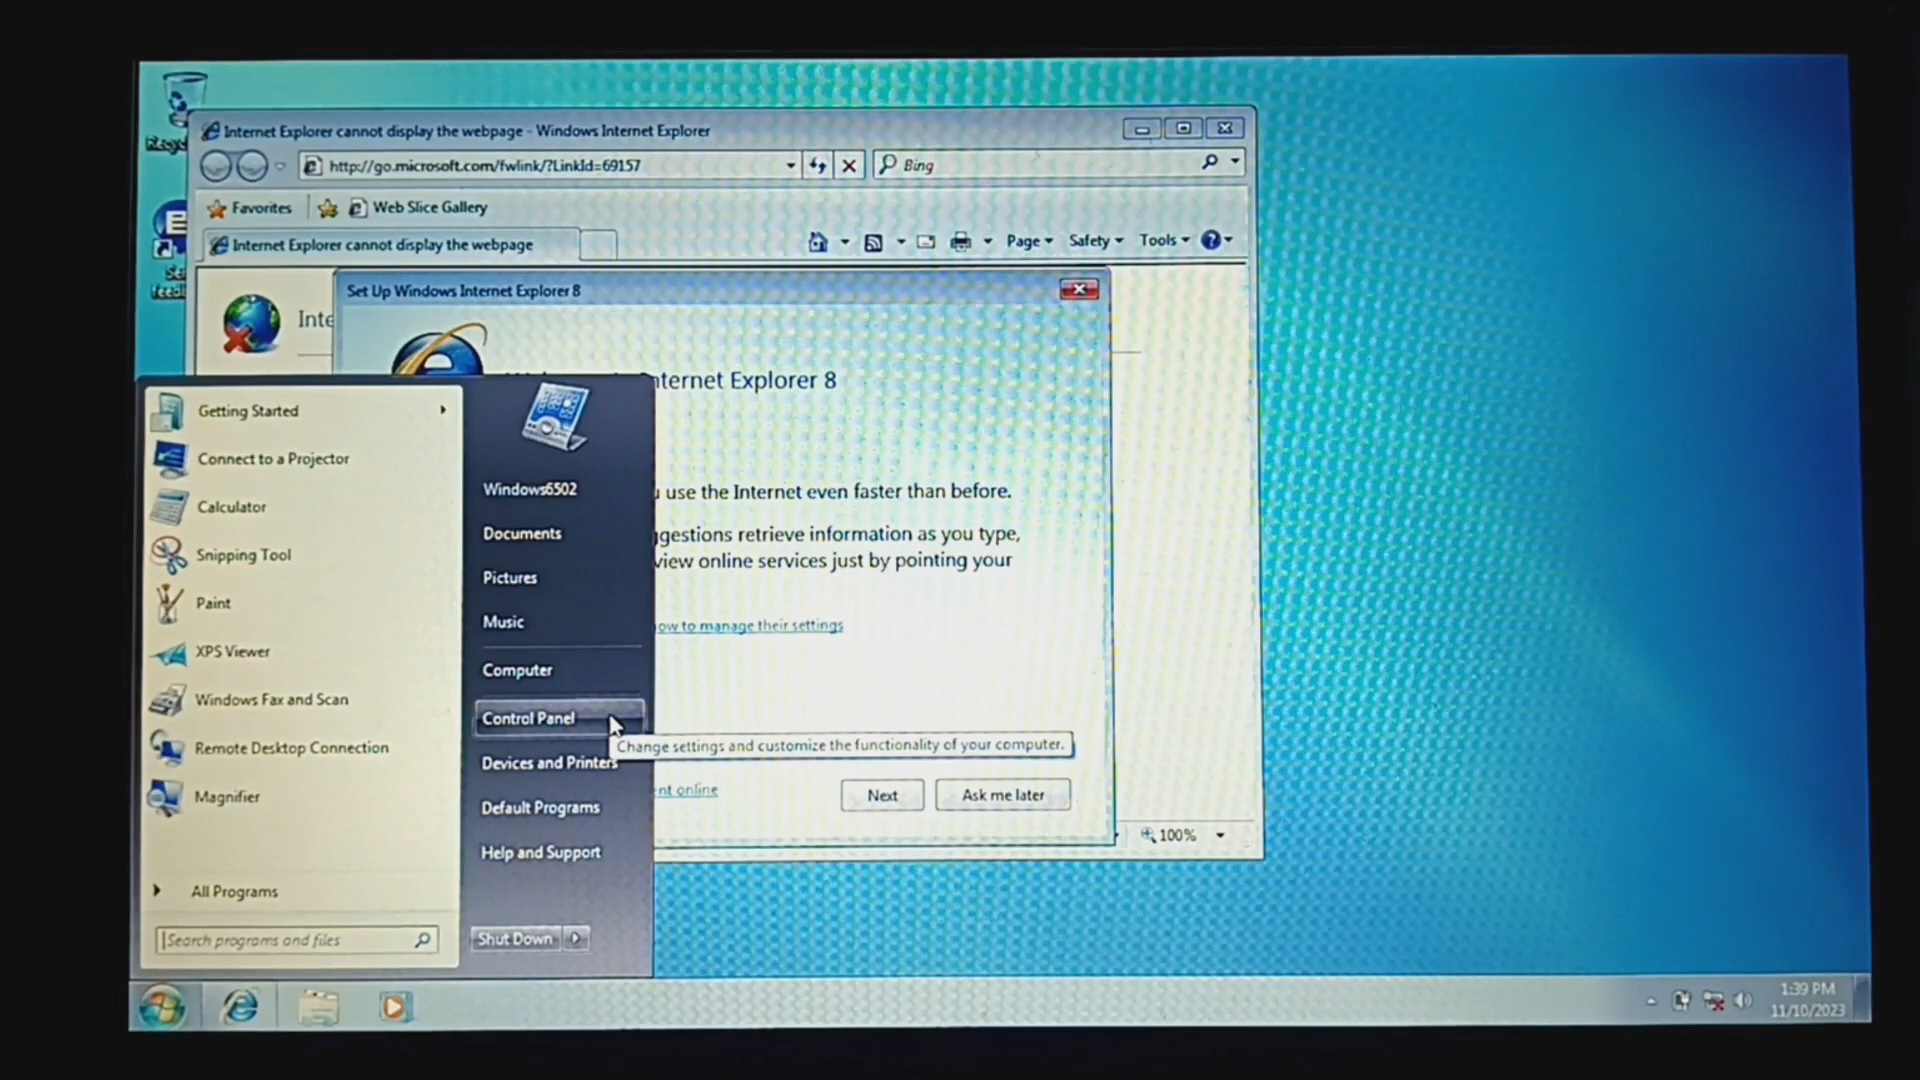 Internet Explorer cannot display the webpage - Windows Internet Explorer
http://go.microsoft.com/fwlink/?LinkId=69157
Bing
Favorites
Web Slice Gallery
Internet Explorer cannot display the webpage
Page
Safety
Tools
Set Up Windows Internet Explorer 8
Inte
nternet Explorer 8
use the Internet even faster than before.
ggestions retrieve information as you type,
view online services just by pointing your
ow to manage their settings
nt online
Next
Ask me later
100%
Getting Started
Connect to a Projector
Calculator
Snipping Tool
Paint
XPS Viewer
Windows Fax and Scan
Remote Desktop Connection
Magnifier
All Programs
Search programs and files
Windows6502
Documents
Pictures
Music
Computer
Control Panel
Change settings and customize the functionality of your computer.
Devices and Printers
Default Programs
Help and Support
Shut Down
1:39 PM
11/10/2023